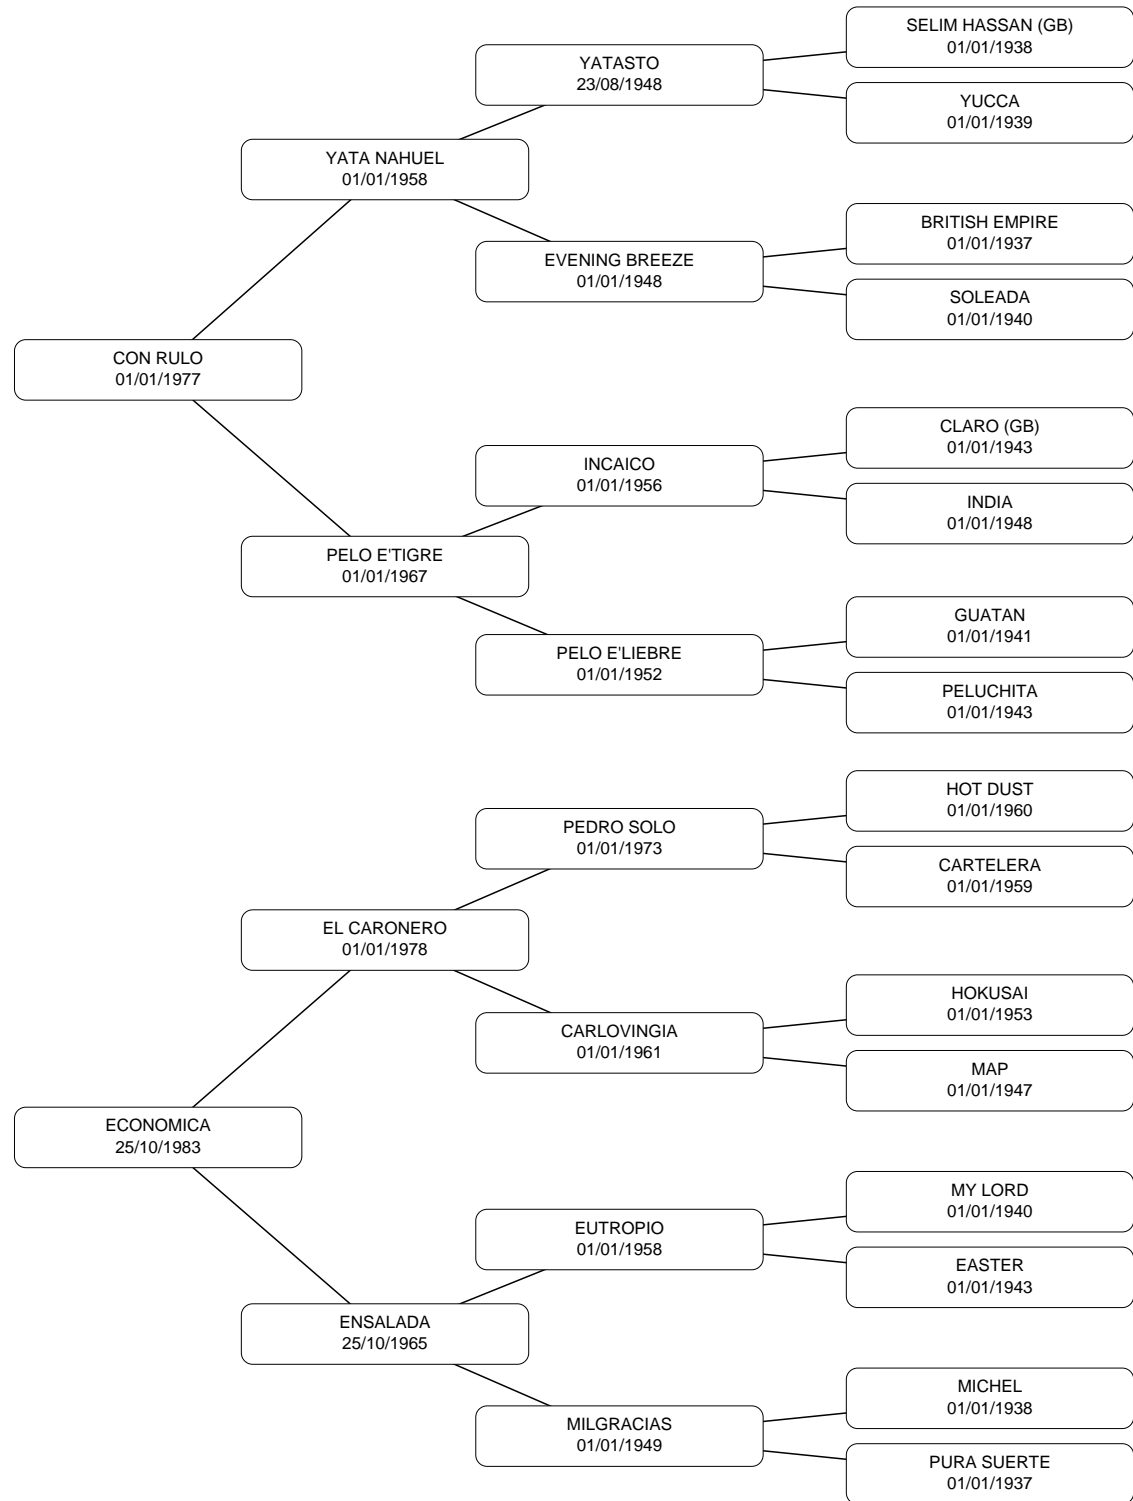 SELIM HASSAN (GB)
01/01/1938
YATASTO
23/08/1948
YUCCA
01/01/1939
YATA NAHUEL
01/01/1958
BRITISH EMPIRE
01/01/1937
EVENING BREEZE
01/01/1948
SOLEADA
01/01/1940
CON RULO
01/01/1977
CLARO (GB)
01/01/1943
INCAICO
01/01/1956
INDIA
01/01/1948
PELO E'TIGRE
01/01/1967
GUATAN
01/01/1941
PELO E'LIEBRE
01/01/1952
PELUCHITA
01/01/1943
HOT DUST
01/01/1960
PEDRO SOLO
01/01/1973
CARTELERA
01/01/1959
EL CARONERO
01/01/1978
HOKUSAI
01/01/1953
CARLOVINGIA
01/01/1961
MAP
01/01/1947
ECONOMICA
25/10/1983
MY LORD
01/01/1940
EUTROPIO
01/01/1958
EASTER
01/01/1943
ENSALADA
25/10/1965
MICHEL
01/01/1938
MILGRACIAS
01/01/1949
PURA SUERTE
01/01/1937